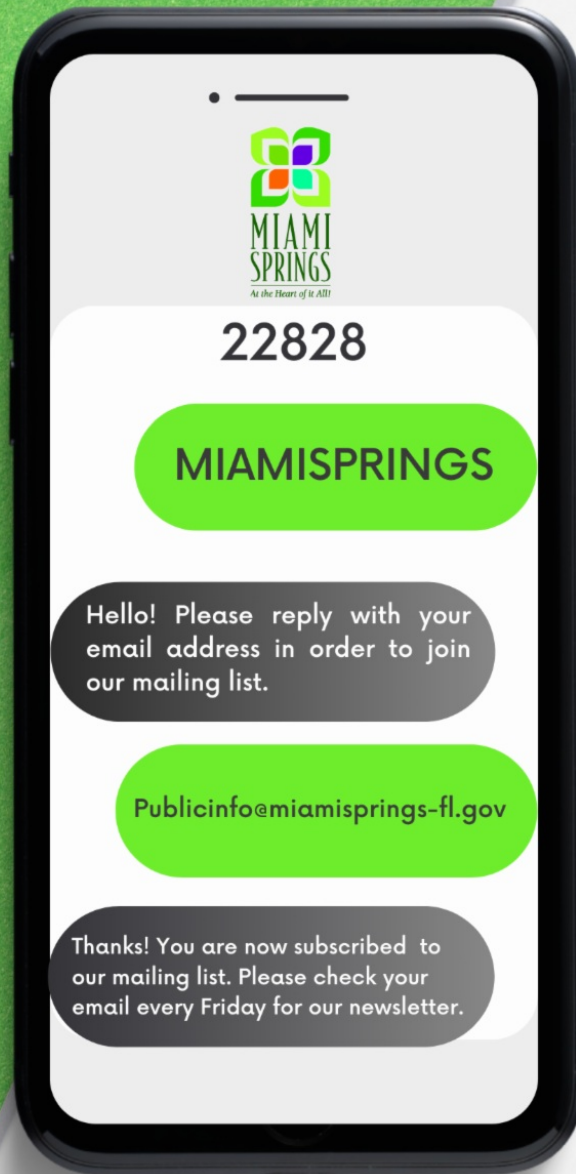 MIAMI
SPRINGS
At the Heart of it All!
22828
MIAMISPRINGS
Hello! Please reply with your
email address in order to join
our mailing list.
Publicinfo@miamisprings-fl.gov
Thanks! You are now subscribed to
our mailing list. Please check your
email every Friday for our newsletter.